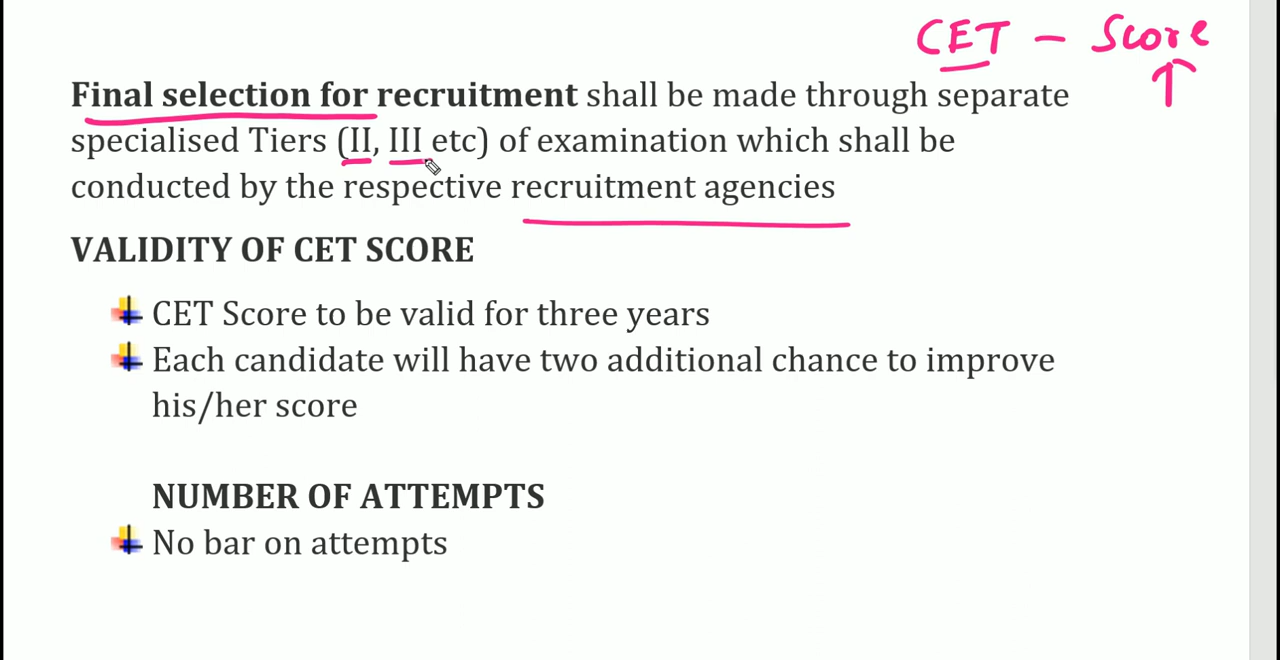 CET - Score
Final selection for recruitment shall be made through separate
specialised Tiers (II, III etc) of examination which shall be
conducted by the respective recruitment agencies
VALIDITY OF CET SCORE
CET Score to be valid for three years
Each candidate will have two additional chance to improve
his/her score
NUMBER OF ATTEMPTS
No bar on attempts